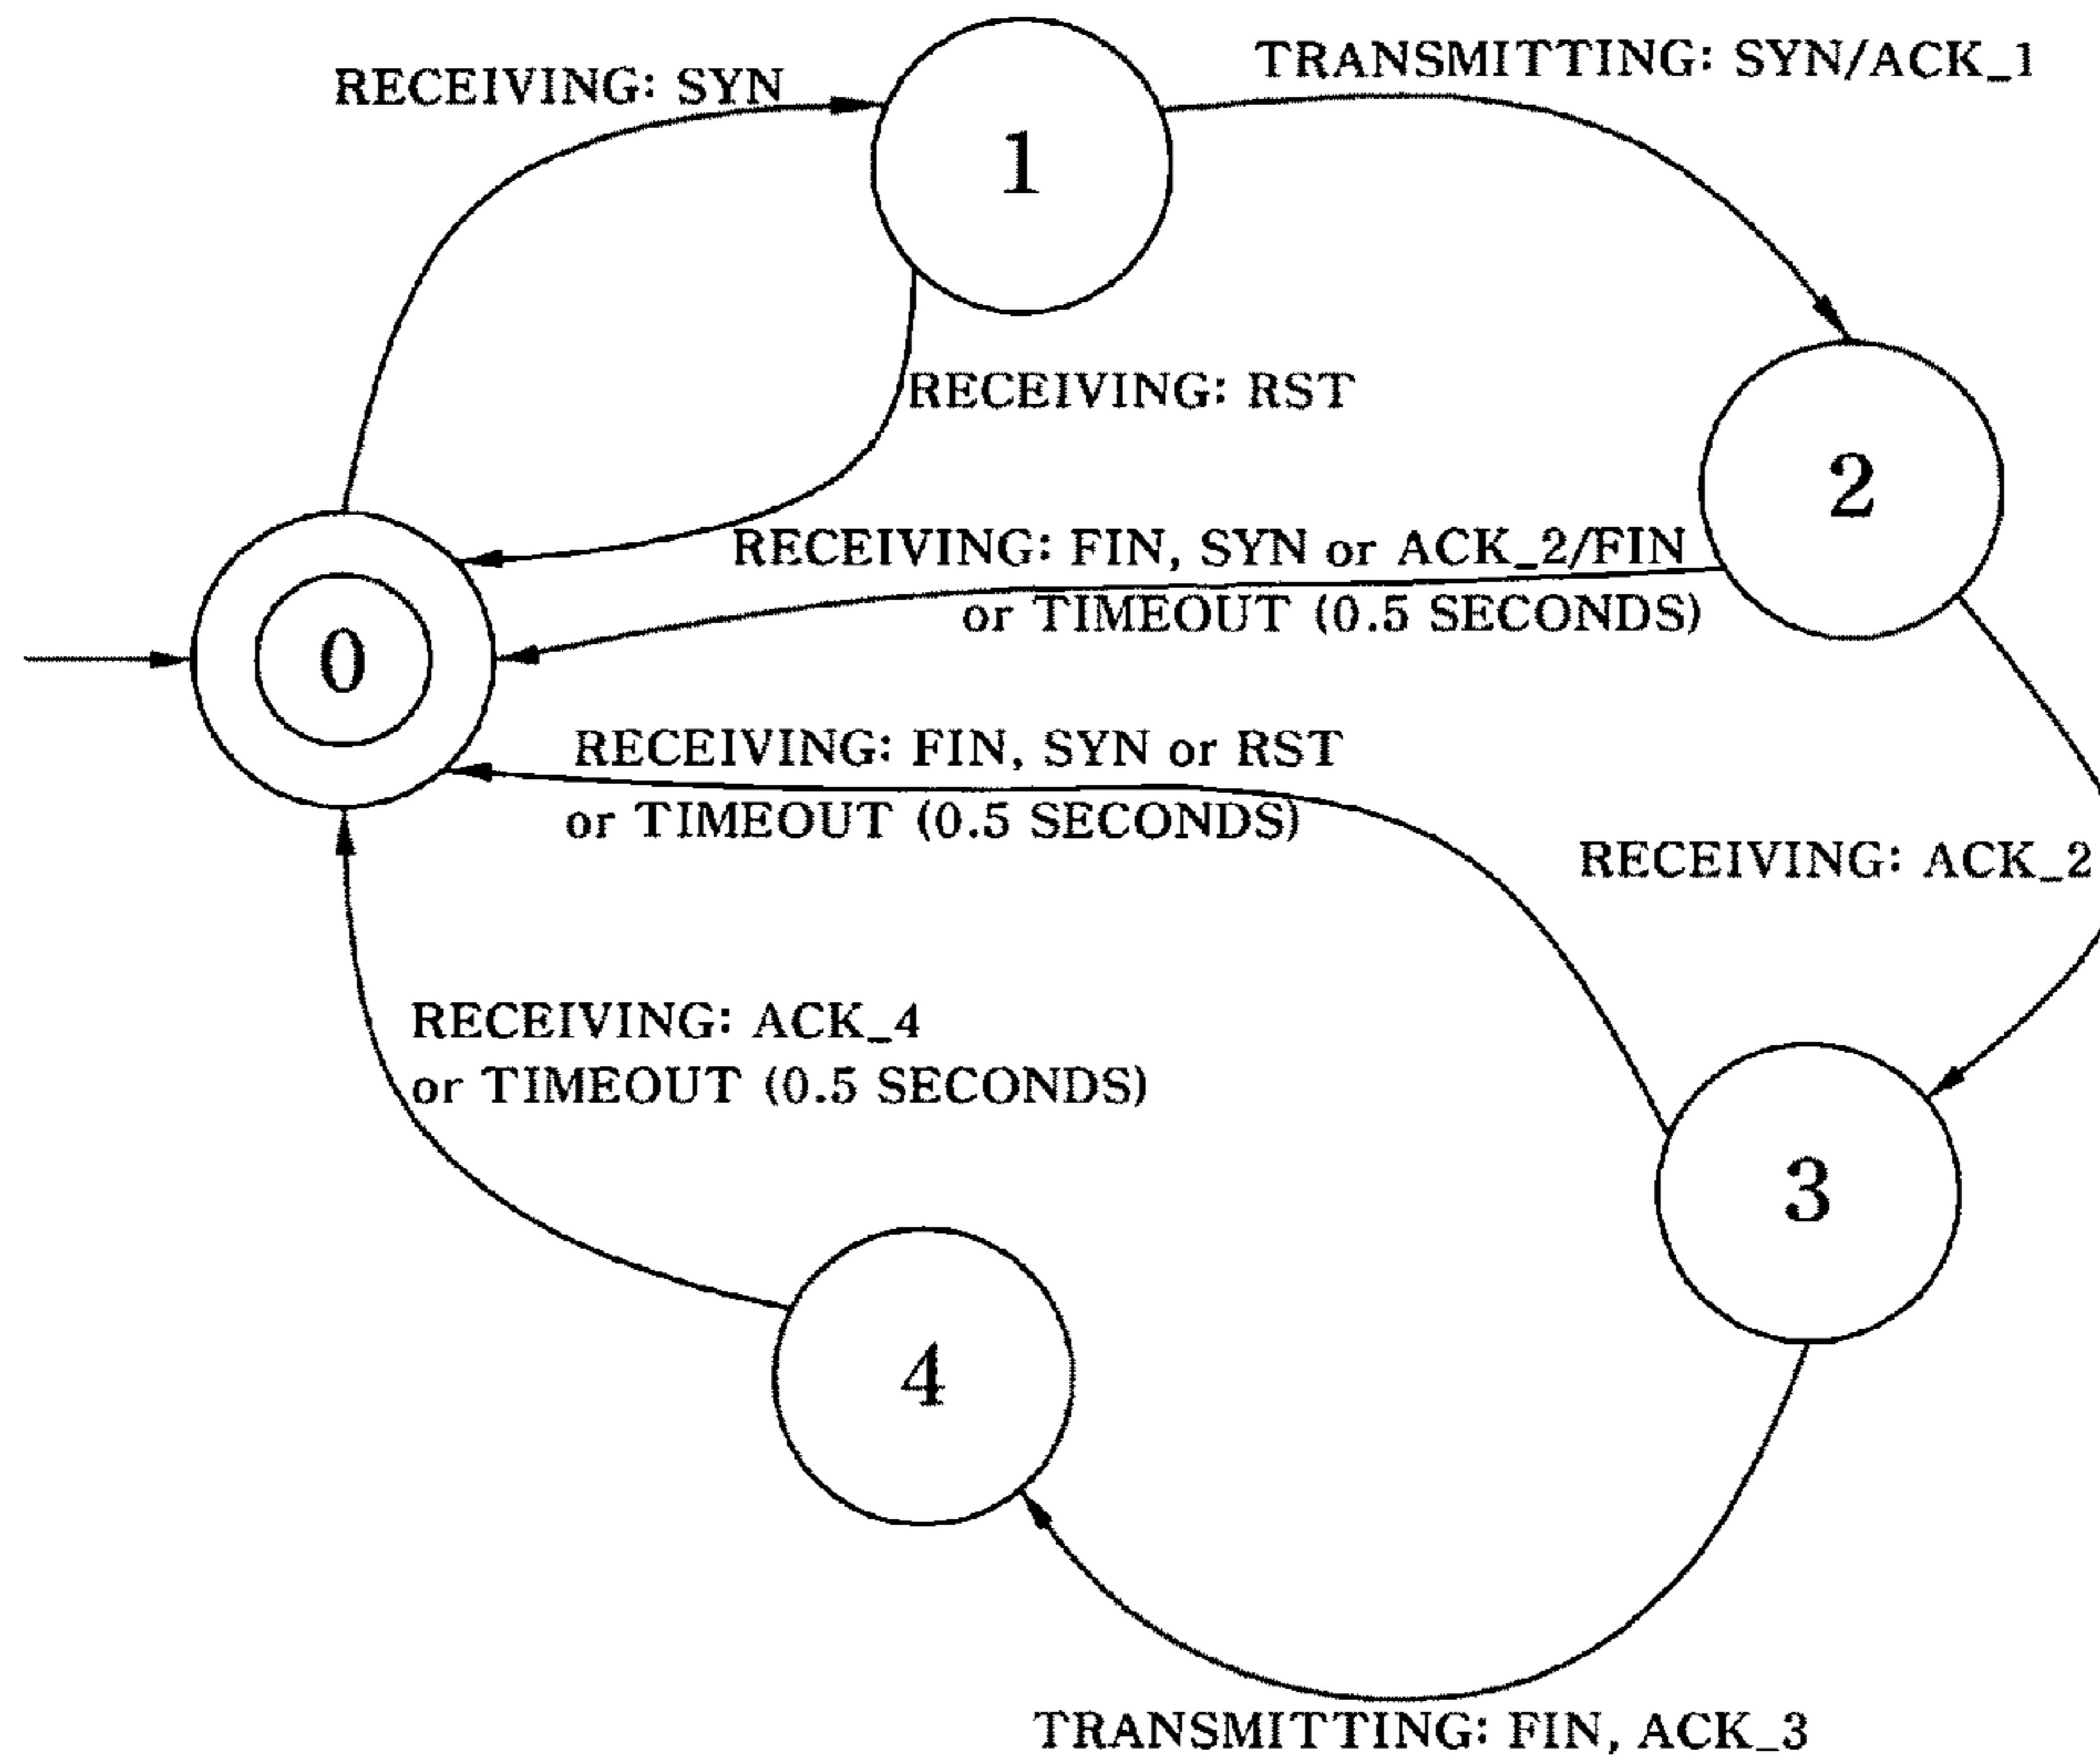 RECEIVING: SYN
TRANSMITTING: SYN/ACK_1
1
RECEIVING: RST
2
RECEIVING: FIN, SYN or ACK_2/FIN
or TIMEOUT (0.5 SECONDS)
0
RECEIVING: FIN, SYN or RST
or TIMEOUT (0.5 SECONDS)
RECEIVING: ACK_2
RECEIVING: ACK_4
or TIMEOUT (0.5 SECONDS)
3
4
TRANSMITTING: FIN, ACK_3